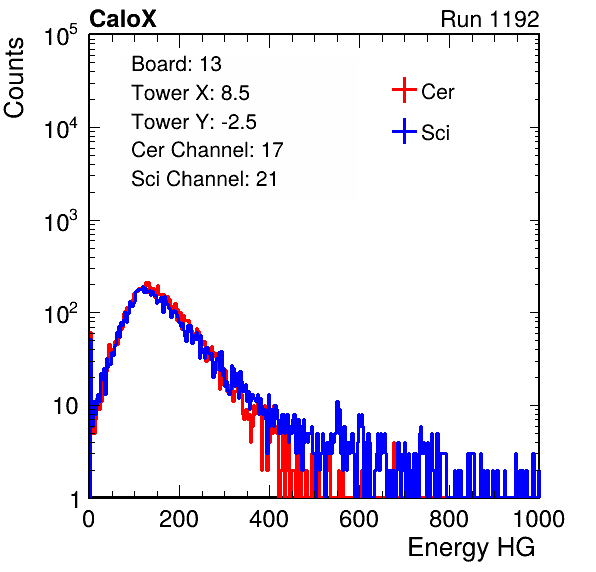 CaloX Run 1192
Counts
10^5
10^4
10^3
10^2
10
1
Board: 13
Tower X: 8.5
Tower Y: -2.5
Cer Channel: 17
Sci Channel: 21
Cer
Sci
0 200 400 600 800 1000
Energy HG